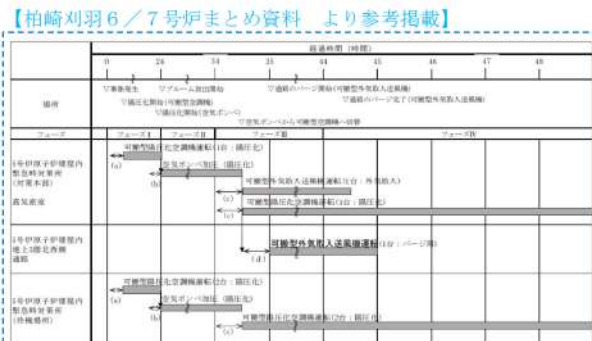 【柏崎刈羽6/7号炉まとめ資料 より参考掲載】
経過時間（時間）
0 24 34 35 44 45 46 47 48
場所
▽事象発生 ▽プルーム放出開始 ▽通路のパージ開始(可搬型外気取入送風機)
▽陽圧化開始(可搬型空調機) ▽通路のパージ完了(可搬型外気取入送風機)
▽陽圧化開始(空気ボンベ)
▽空気ボンベから可搬型空調機へ切替
フェーズ フェーズⅠ フェーズⅡ フェーズⅢ フェーズⅣ
5号炉原子炉建屋内
緊急時対策所
(対策本部)
高気密室
可搬型陽圧化空調機運転(1台：陽圧化)
(a)
空気ボンベ加圧（陽圧化）
(b)
可搬型外気取入送風機運転(1台：外気取入)
(c)
可搬型陽圧化空調機運転(1台：陽圧化)
(c)
5号炉原子炉建屋内
地上3階北西側
通路
可搬型外気取入送風機運転(1台：パージ用)
(d)
5号炉原子炉建屋内
緊急時対策所
(待機場所)
可搬型陽圧化空調機運転(2台：陽圧化)
(a)
空気ボンベ加圧（陽圧化）
(b)
可搬型陽圧化空調機運転(2台：陽圧化)
(c)